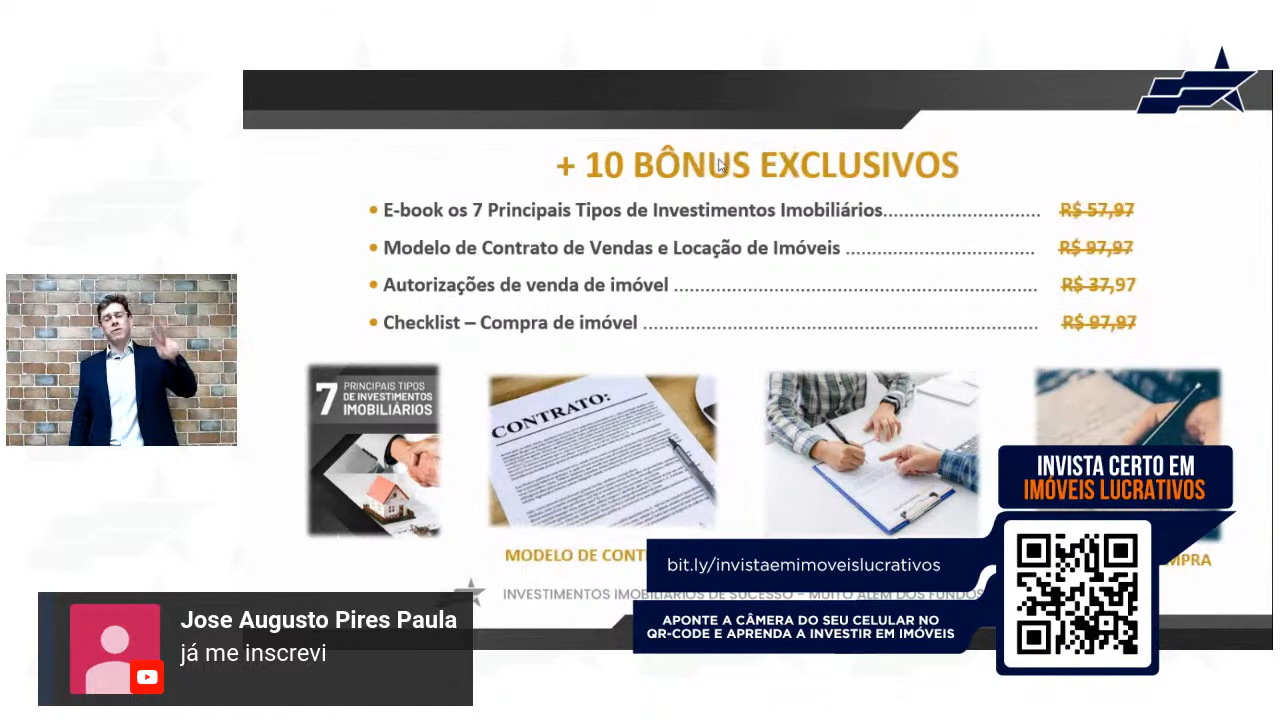 + 10 BÔNUS EXCLUSIVOS
• E-book os 7 Principais Tipos de Investimentos Imobiliários.............................. R$ 57,97
• Modelo de Contrato de Vendas e Locação de Imóveis .................................... R$ 97,97
• Autorizações de venda de imóvel ..................................................................... R$ 37,97
• Checklist – Compra de imóvel .......................................................................... R$ 97,97
7 PRINCIPAIS TIPOS
DE INVESTIMENTOS
IMOBILIÁRIOS
CONTRATO:
INVISTA CERTO EM
IMÓVEIS LUCRATIVOS
MODELO DE CONT
MPRA
bit.ly/invistaemimoveislucrativos
INVESTIMENTOS IMOBILIÁRIOS DE SUCESSO – MUITO ALÉM DOS FUNDOS
APONTE A CÂMERA DO SEU CELULAR NO
QR-CODE E APRENDA A INVESTIR EM IMÓVEIS
Jose Augusto Pires Paula
já me inscrevi